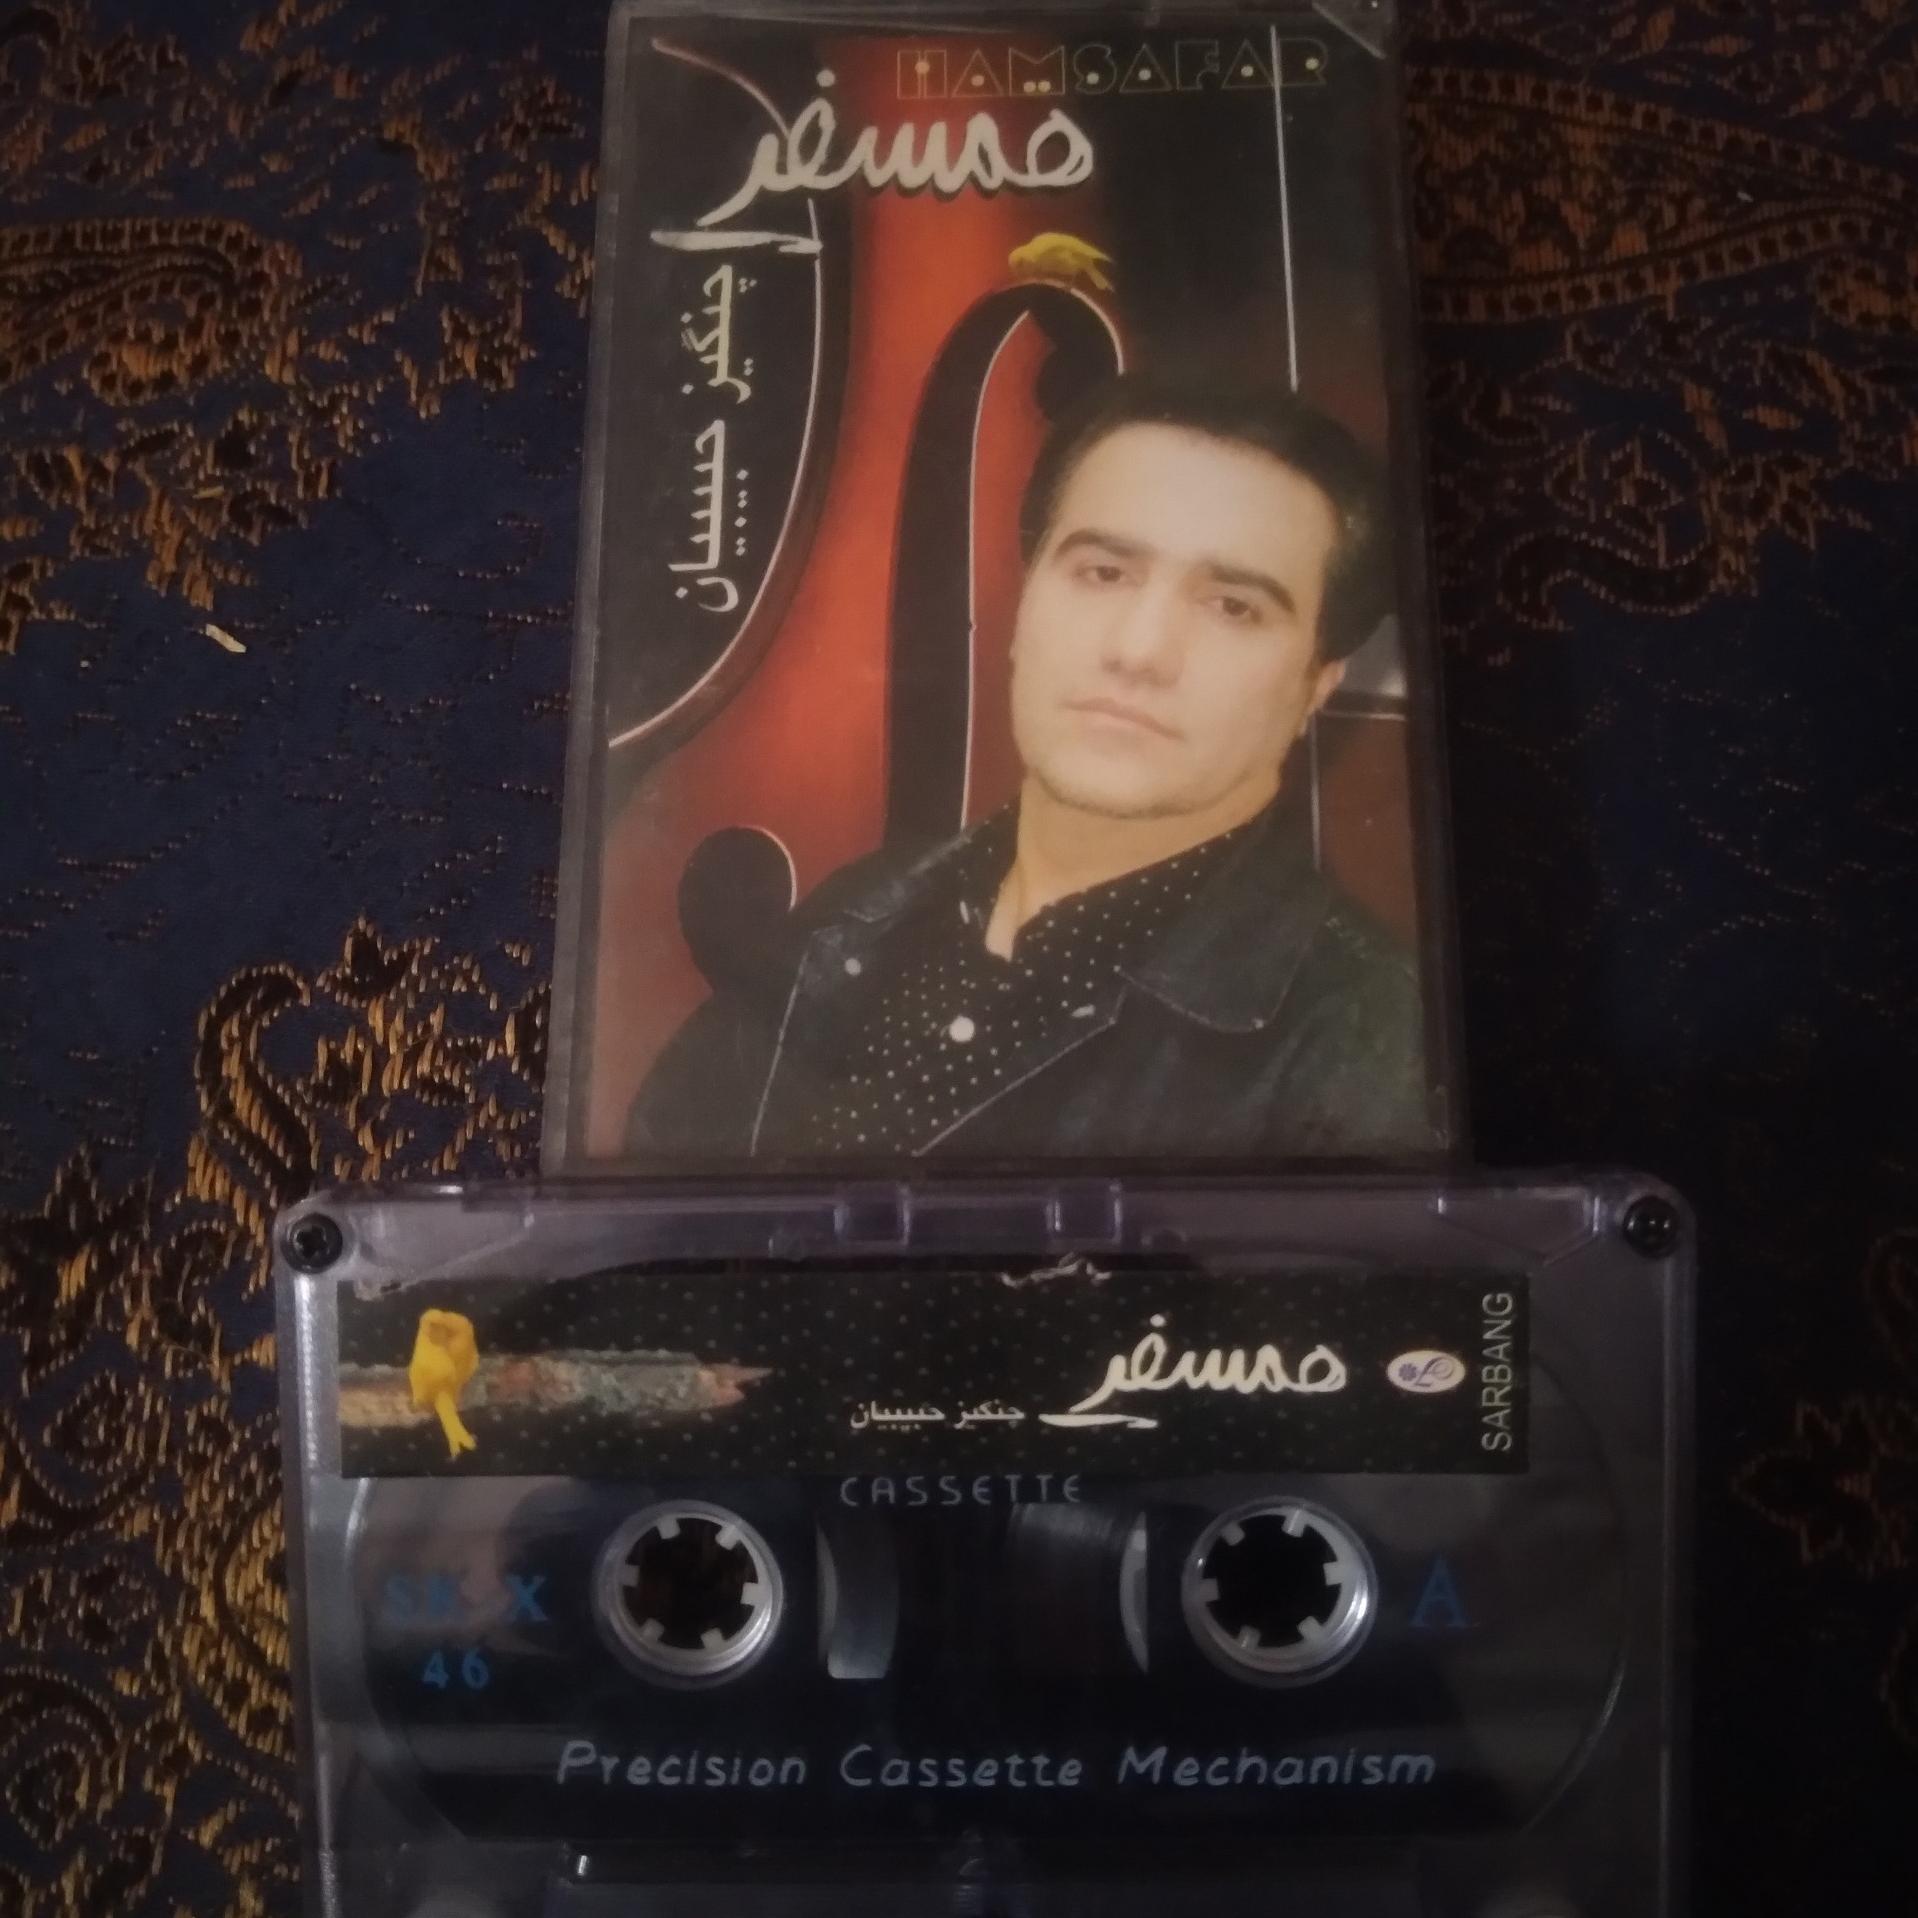 HAMSAFAR
همسفر
چنگیز حبیبیان
همسفر
چنگیز حبیبیان
SARBANG
CASSETTE
A
46
Precision Cassette Mechanism